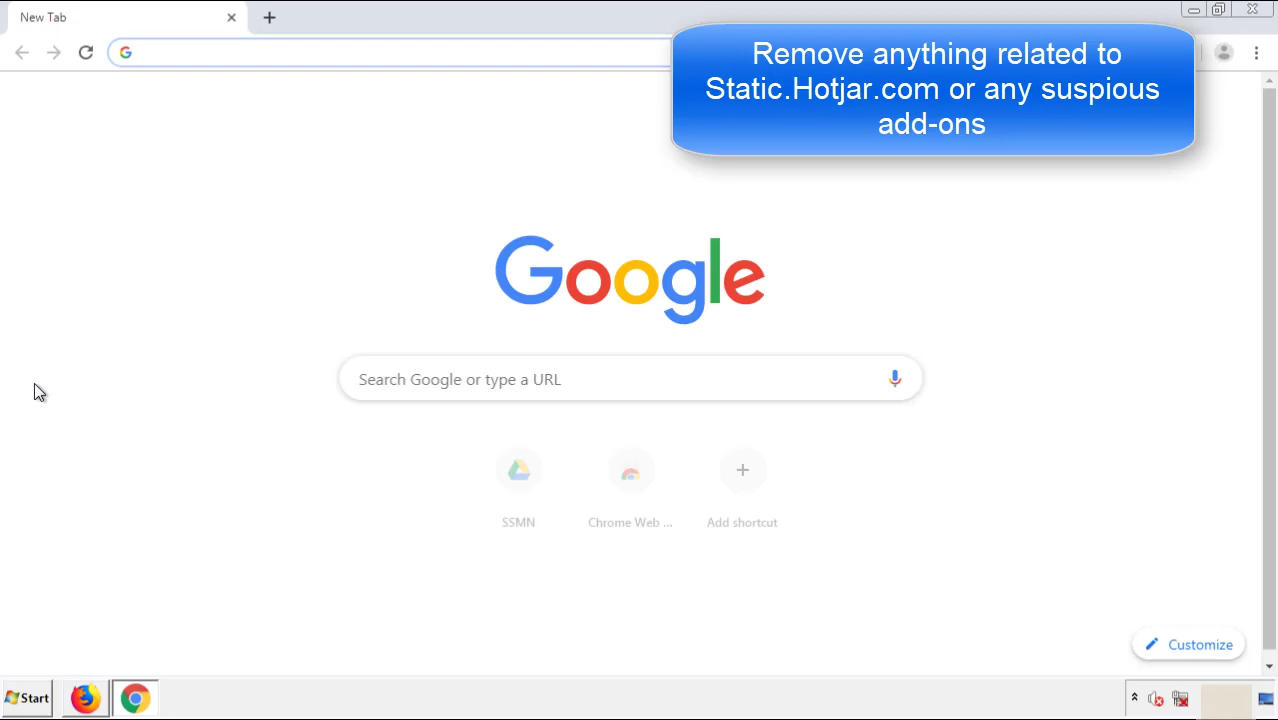 New Tab
Remove anything related to
Static.Hotjar.com or any suspious
add-ons
Google
Search Google or type a URL
SSMN
Chrome Web ...
Add shortcut
Customize
Start